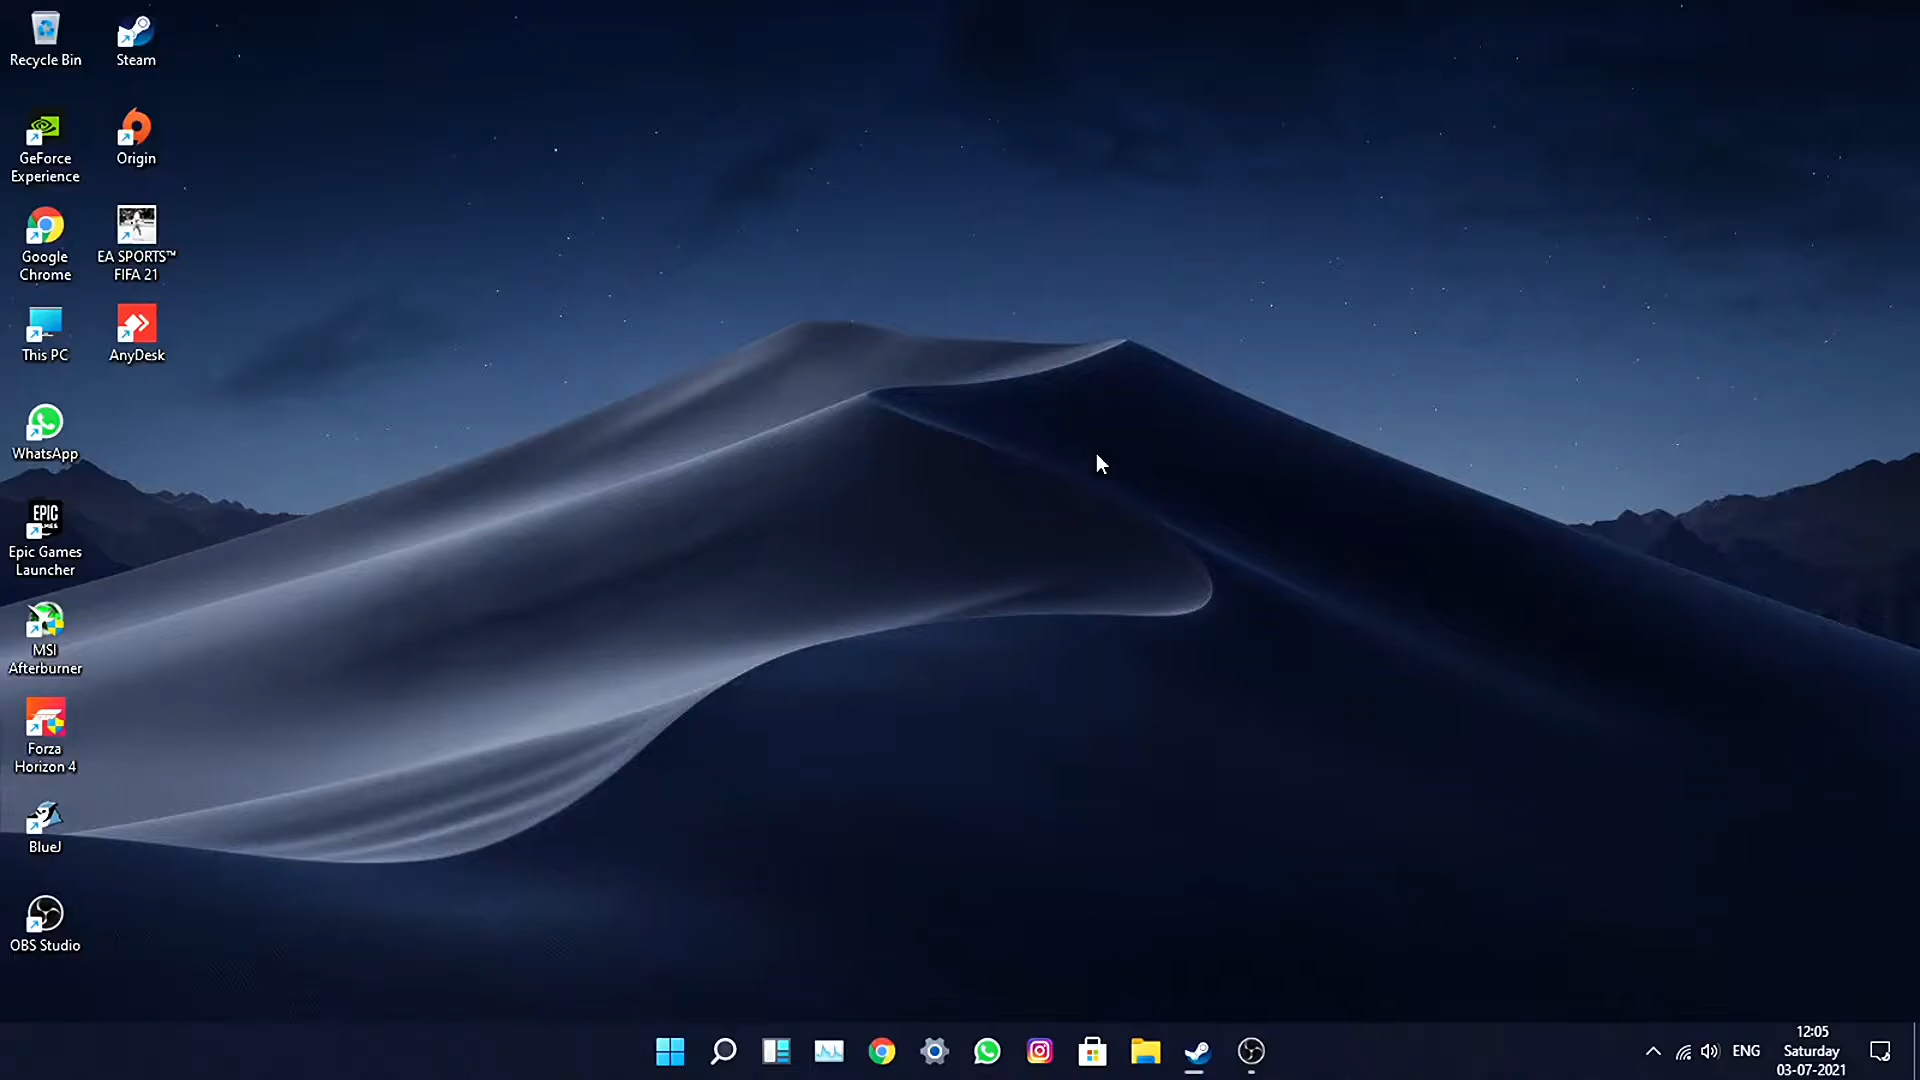 Recycle Bin
Steam
GeForce
Experience
Origin
Google
Chrome
EA SPORTS™
FIFA 21
This PC
AnyDesk
WhatsApp
EPIC
Epic Games
Launcher
MSI
Afterburner
Forza
Horizon 4
BlueJ
OBS Studio
ENG
12:05
Saturday
03-07-2021